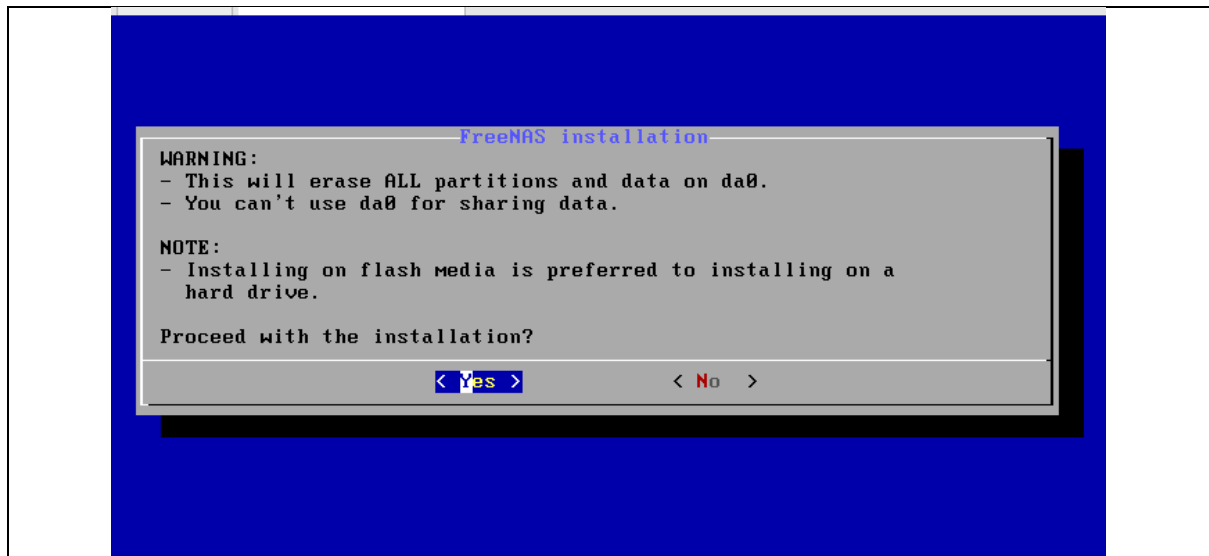 FreeNAS installation
WARNING:
- This will erase ALL partitions and data on da0.
- You can't use da0 for sharing data.
NOTE:
- Installing on flash media is preferred to installing on a
hard drive.
Proceed with the installation?
< Yes > < No >